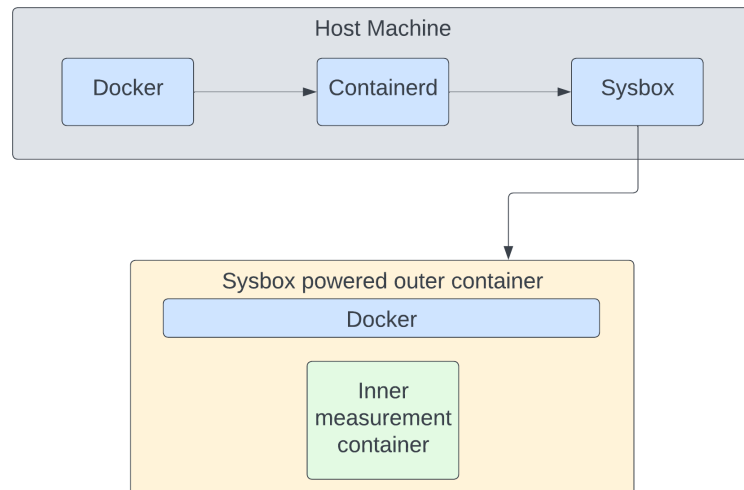 Host Machine
Docker
Containerd
Sysbox
Sysbox powered outer container
Docker
Inner
measurement
container